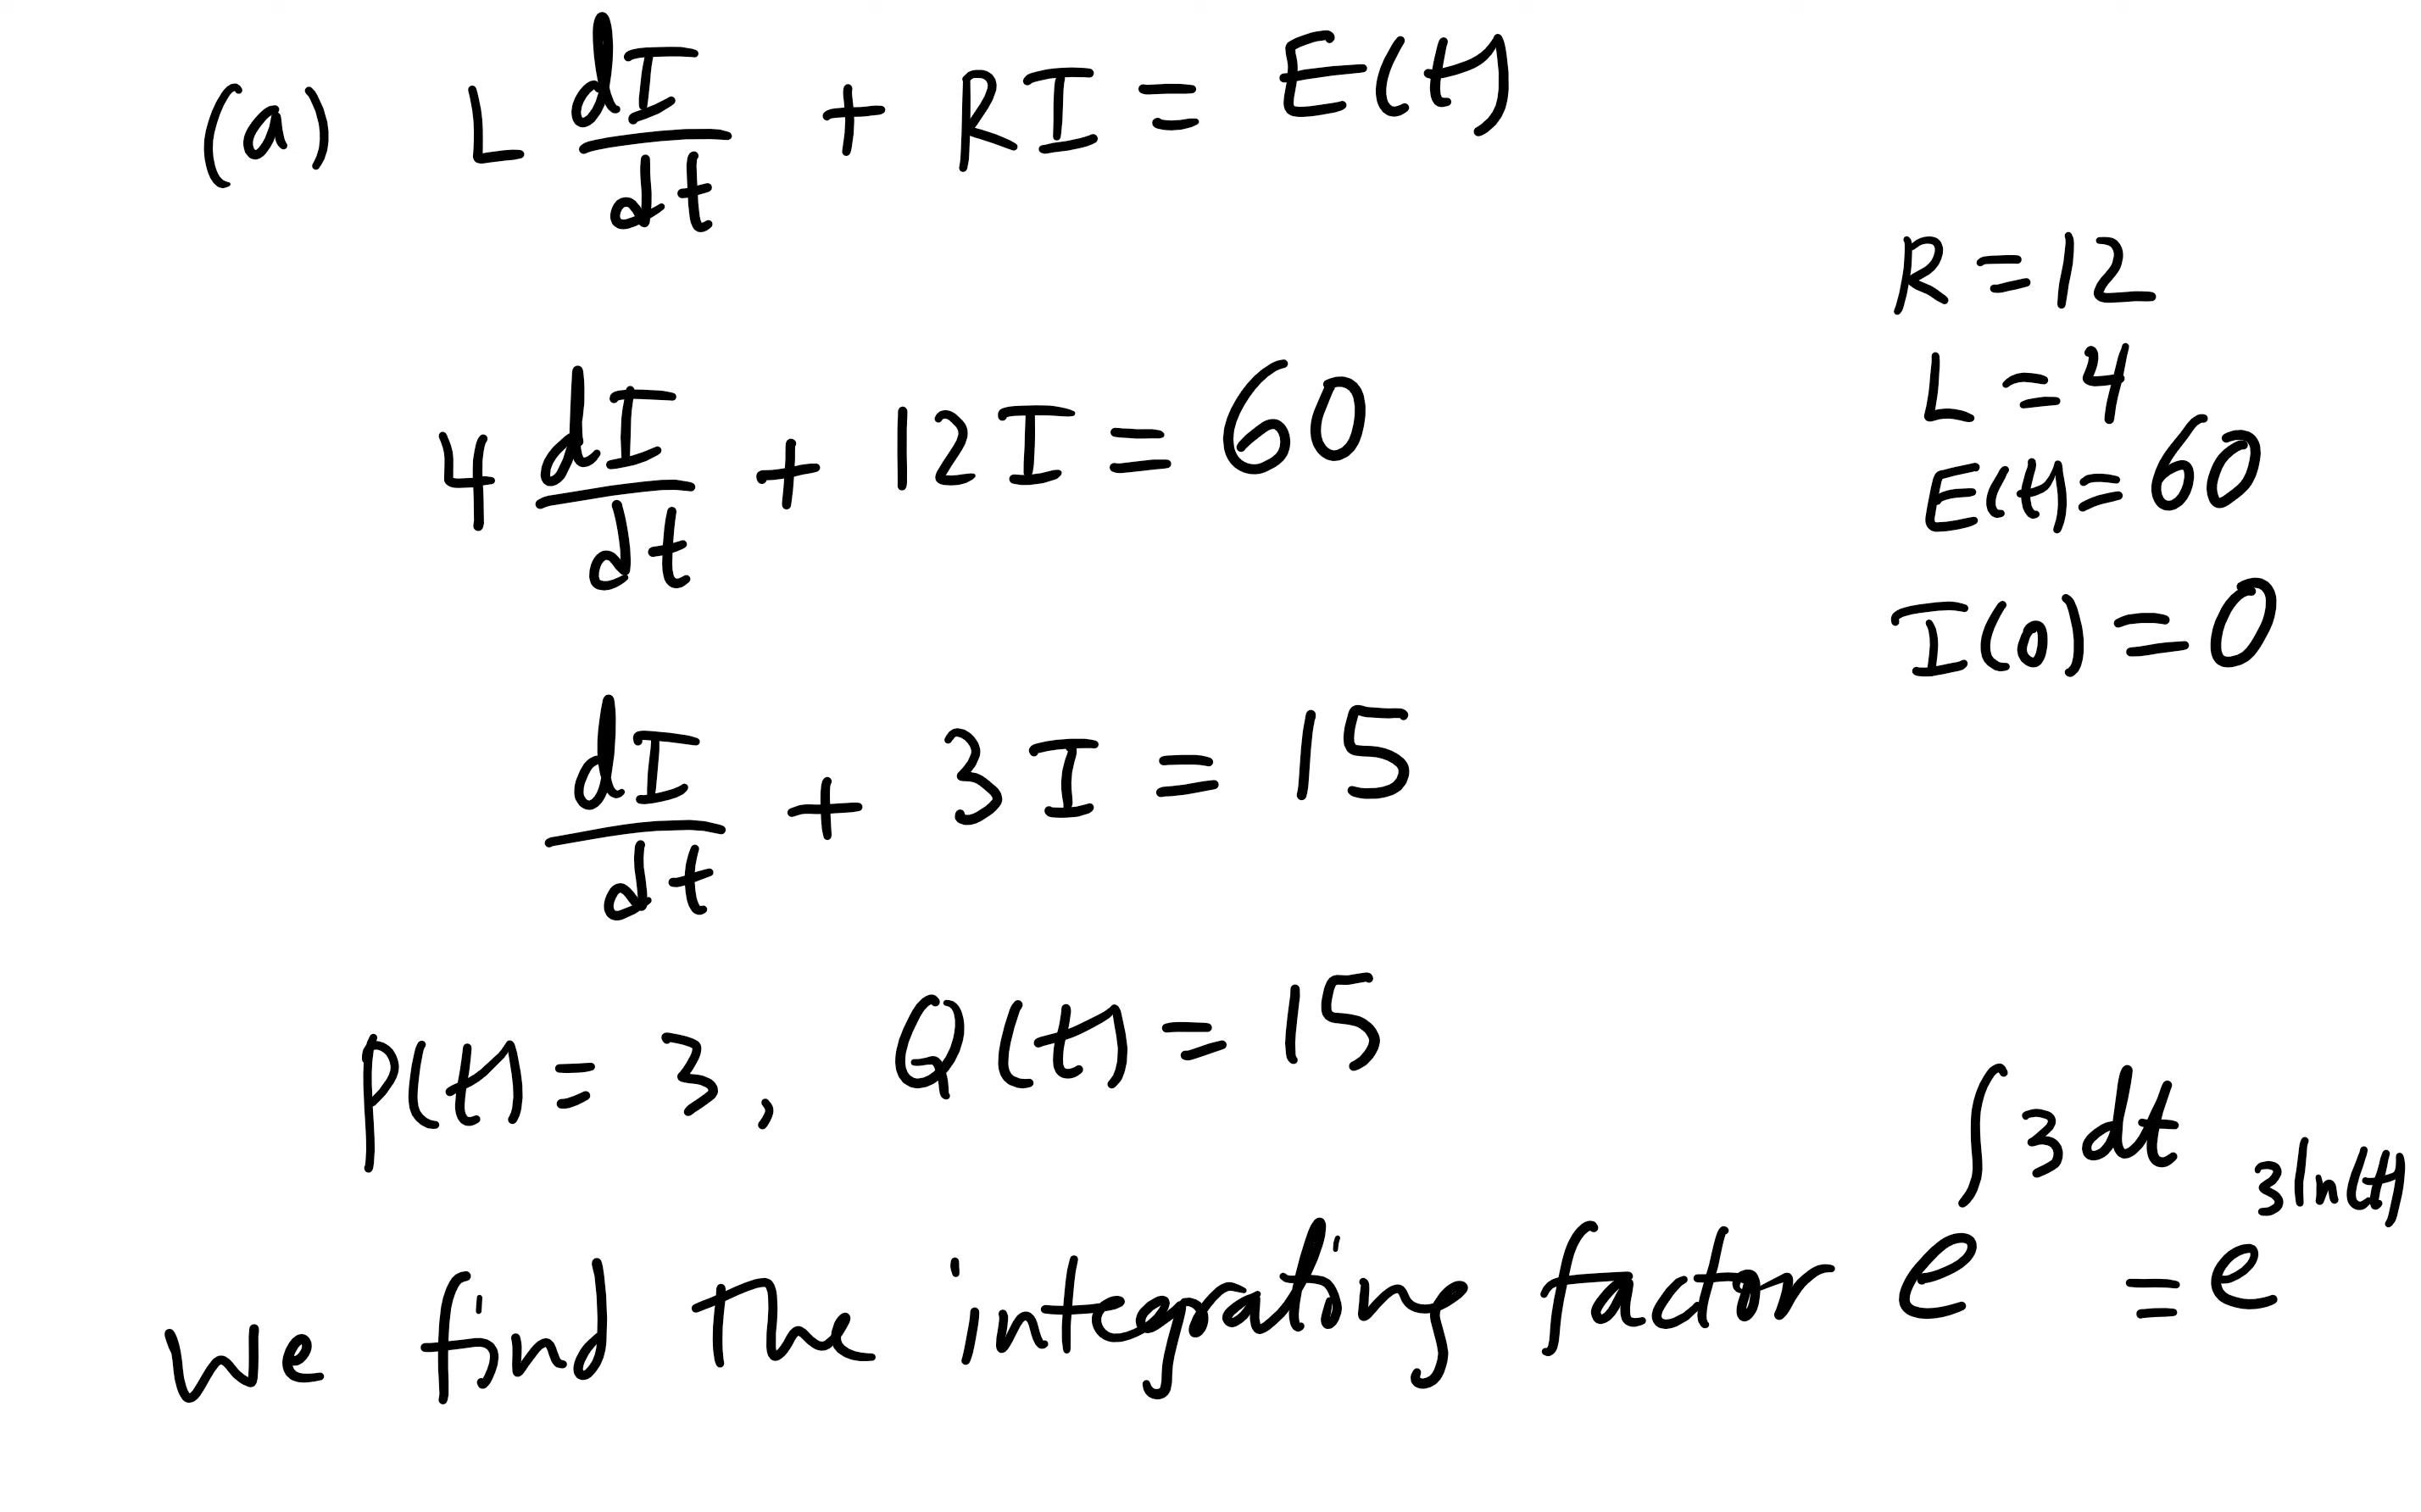 (a) L dI/dt + RI = E(t)
R = 12
L = 4
4 dI/dt + 12I = 60
E(t) = 60
I(0) = 0
dI/dt + 3I = 15
P(t) = 3, Q(t) = 15
We find the integrating factor e^∫3dt = e^3ln(t)